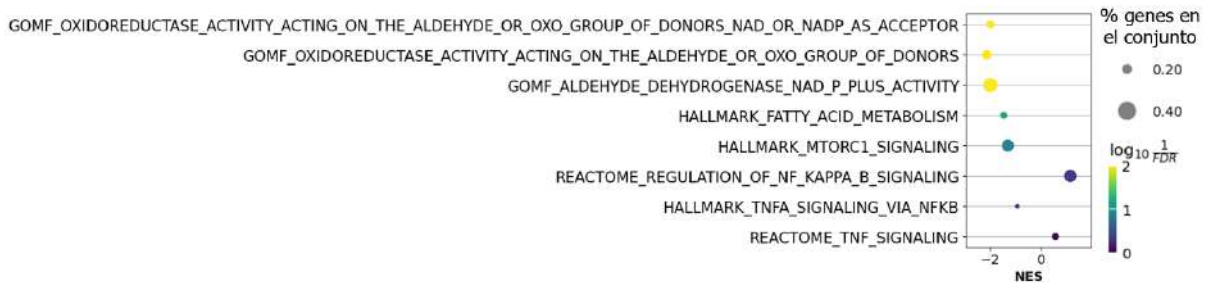 GOMF_OXIDOREDUCTASE_ACTIVITY_ACTING_ON_THE_ALDEHYDE_OR_OXO_GROUP_OF_DONORS_NAD_OR_NADP_AS_ACCEPTOR
GOMF_OXIDOREDUCTASE_ACTIVITY_ACTING_ON_THE_ALDEHYDE_OR_OXO_GROUP_OF_DONORS
GOMF_ALDEHYDE_DEHYDROGENASE_NAD_P_PLUS_ACTIVITY
HALLMARK_FATTY_ACID_METABOLISM
HALLMARK_MTORC1_SIGNALING
REACTOME_REGULATION_OF_NF_KAPPA_B_SIGNALING
HALLMARK_TNFA_SIGNALING_VIA_NFKB
REACTOME_TNF_SIGNALING
−2 0
NES
% genes en
el conjunto
0.20
0.40
log10 1/FDR
2
1
0